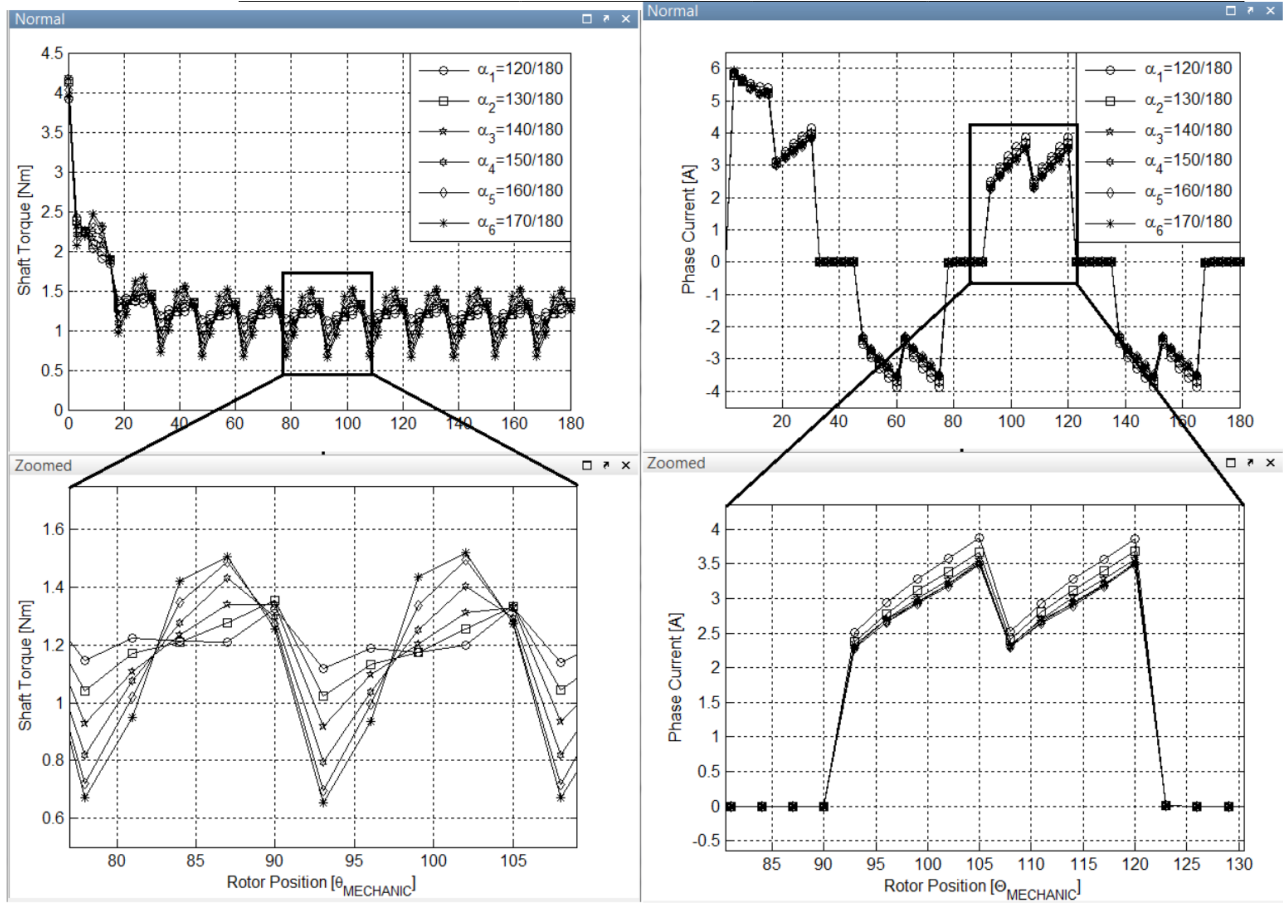 Normal
4.5
4
3.5
3
2.5
2
1.5
1
0.5
0
Shaft Torque [Nm]
0 20 40 60 80 100 120 140 160 180
α1=120/180
α2=130/180
α3=140/180
α4=150/180
α5=160/180
α6=170/180
Normal
6
5
4
3
2
1
0
-1
-2
-3
-4
Phase Current [A]
20 40 60 80 100 120 140 160 180
α1=120/180
α2=130/180
α3=140/180
α4=150/180
α5=160/180
α6=170/180
Zoomed
1.6
1.4
1.2
1
0.8
0.6
Shaft Torque [Nm]
80 85 90 95 100 105
Rotor Position [θMECHANIC]
Zoomed
4
3.5
3
2.5
2
1.5
1
0.5
0
-0.5
Phase Current [A]
85 90 95 100 105 110 115 120 125 130
Rotor Position [ΘMECHANIC]